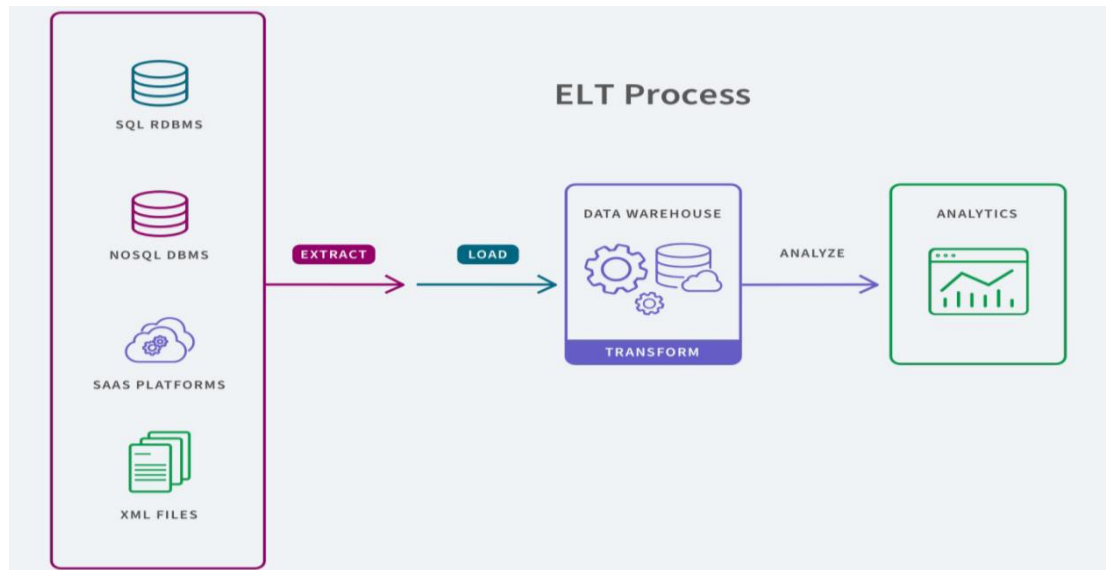 ELT Process
SQL RDBMS
NOSQL DBMS
SAAS PLATFORMS
XML FILES
EXTRACT
LOAD
DATA WAREHOUSE
TRANSFORM
ANALYZE
ANALYTICS